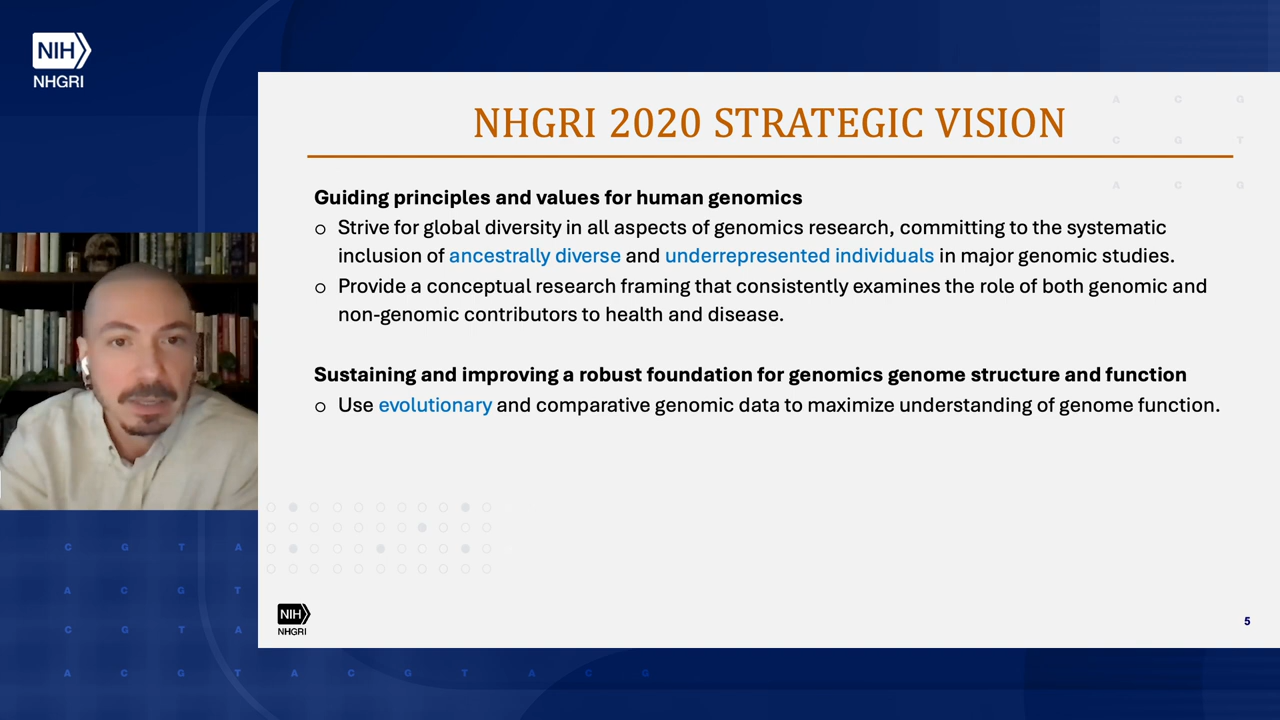 NIH
NHGRI
NHGRI 2020 STRATEGIC VISION
A C G
C G T
A C G
Guiding principles and values for human genomics
Strive for global diversity in all aspects of genomics research, committing to the systematic
inclusion of ancestrally diverse and underrepresented individuals in major genomic studies.
Provide a conceptual research framing that consistently examines the role of both genomic and
non-genomic contributors to health and disease.
Sustaining and improving a robust foundation for genomics genome structure and function
Use evolutionary and comparative genomic data to maximize understanding of genome function.
C G T A
A C G T
C G T A
A C G T A C G T A C G
NIH
NHGRI
5